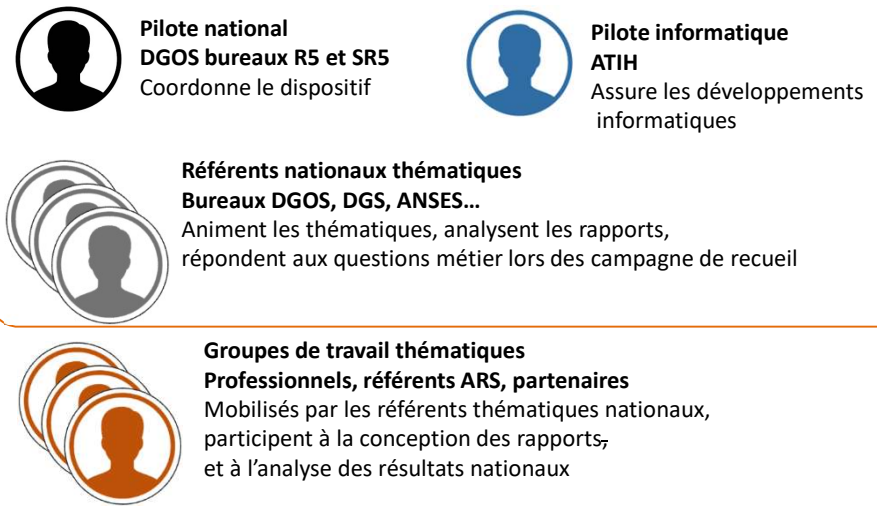 Pilote national
DGOS bureaux R5 et SR5
Coordonne le dispositif
Pilote informatique
ATIH
Assure les développements
informatiques
Référents nationaux thématiques
Bureaux DGOS, DGS, ANSES…
Animent les thématiques, analysent les rapports,
répondent aux questions métier lors des campagne de recueil
Groupes de travail thématiques
Professionnels, référents ARS, partenaires
Mobilisés par les référents thématiques nationaux,
participent à la conception des rapports,
et à l’analyse des résultats nationaux